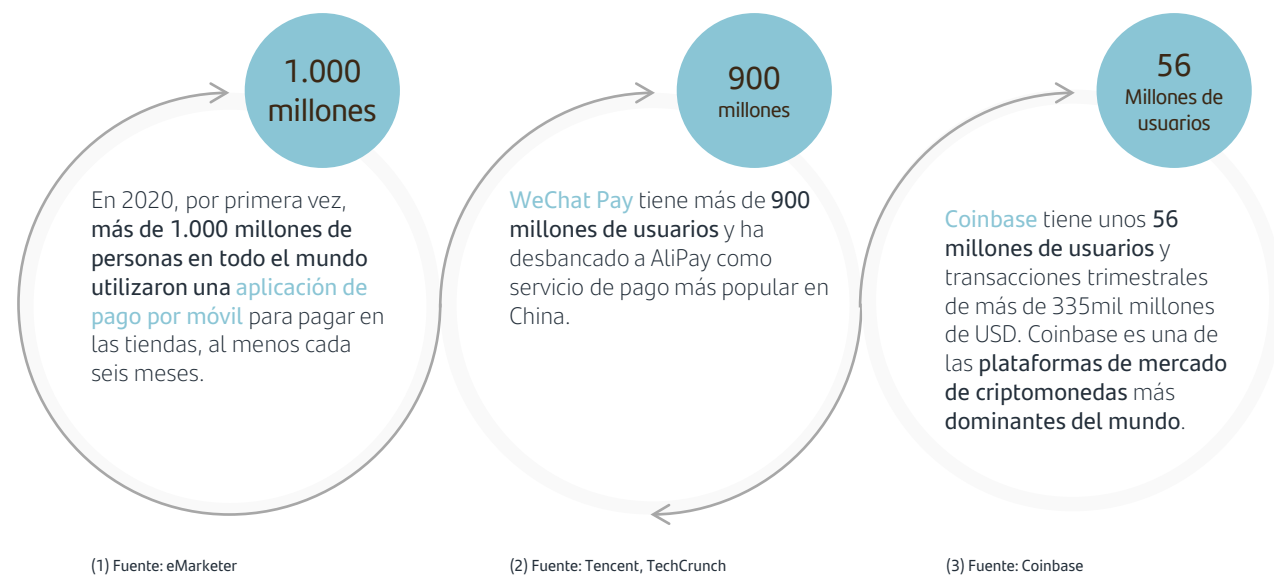 1.000
millones
En 2020, por primera vez,
más de 1.000 millones de
personas en todo el mundo
utilizaron una aplicación de
pago por móvil para pagar en
las tiendas, al menos cada
seis meses.
(1) Fuente: eMarketer
900
millones
WeChat Pay tiene más de 900
millones de usuarios y ha
desbancado a AliPay como
servicio de pago más popular en
China.
(2) Fuente: Tencent, TechCrunch
56
Millones de
usuarios
Coinbase tiene unos 56
millones de usuarios y
transacciones trimestrales
de más de 335mil millones
de USD. Coinbase es una de
las plataformas de mercado
de criptomonedas más
dominantes del mundo.
(3) Fuente: Coinbase